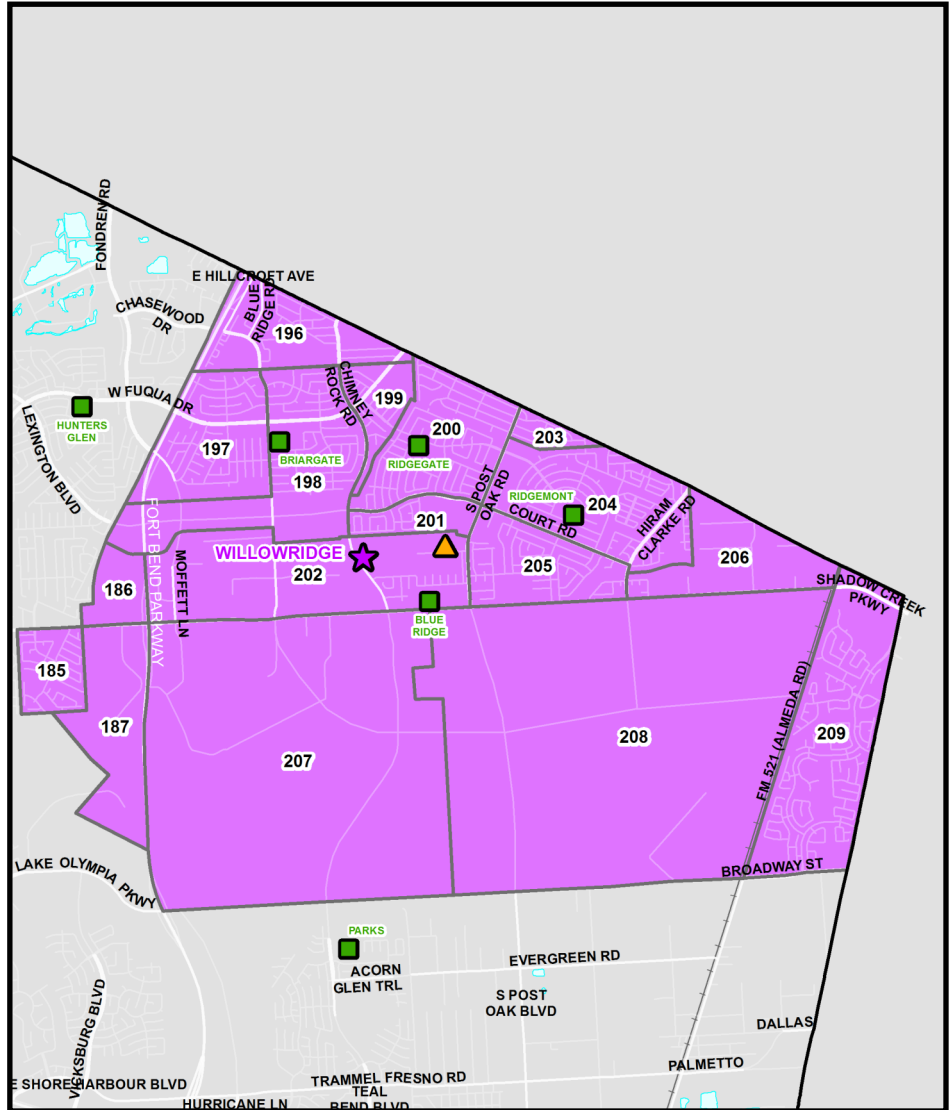 FONDREN RD
E HILLCROFT AVE
BLUE
RIDGE RD
CHASEWOOD
DR
196
CHIMNEY
ROCK RD
W FUQUA DR
199
HUNTERS
GLEN
LEXINGTON BLVD
197
BRIARGATE
198
200
RIDGEGATE
203
S POST
OAK RD
RIDGEMONT
204
COURT RD
HIRAM
CLARKE RD
201
FORT BEND PARKWAY
MOFFETT LN
WILLOWRIDGE
202
205
206
SHADOW CREEK
PKWY
186
BLUE
RIDGE
185
187
207
208
FM 521 (ALMEDA RD)
209
BROADWAY ST
LAKE OLYMPIA PKWY
PARKS
ACORN
GLEN TRL
EVERGREEN RD
S POST
OAK BLVD
VICKSBURG BLVD
DALLAS
PALMETTO
E SHORE HARBOUR BLVD
TRAMMEL FRESNO RD
TEAL
BEND BLVD
HURRICANE LN